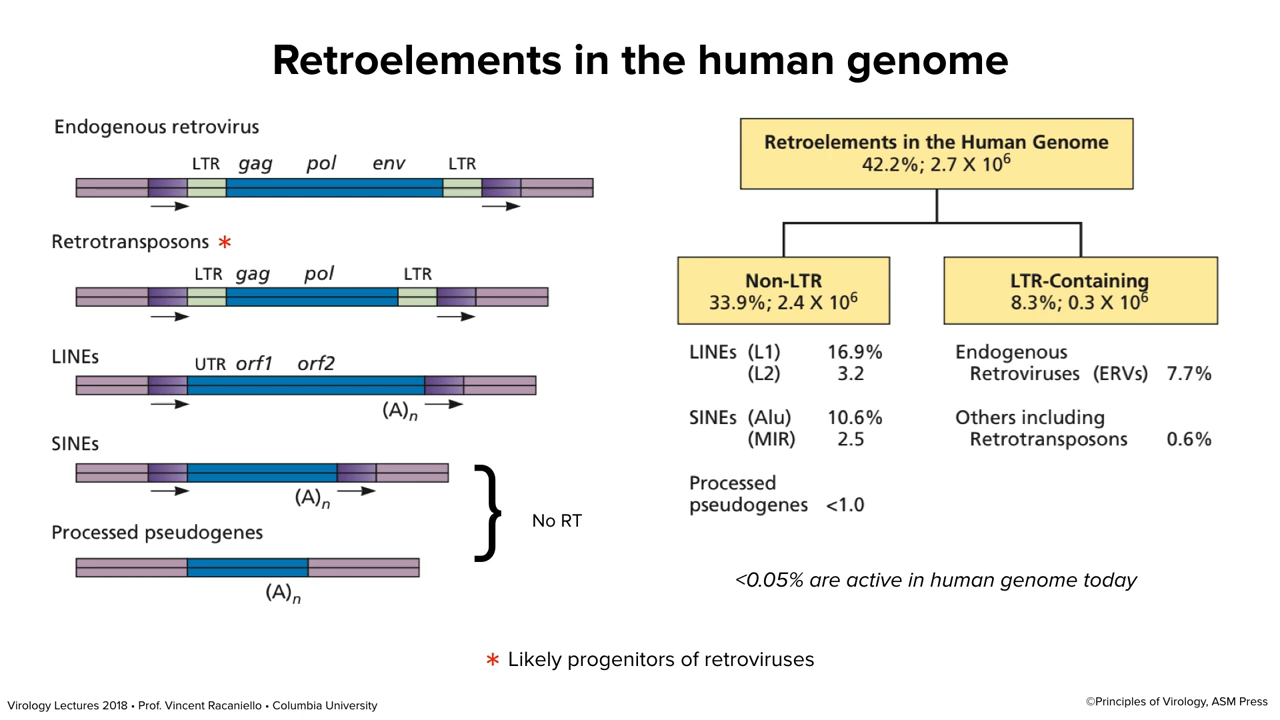 Retroelements in the human genome
Endogenous retrovirus
LTR gag pol env LTR
Retrotransposons *
LTR gag pol LTR
LINEs
UTR orf1 orf2
(A)n
SINEs
(A)n
Processed pseudogenes
(A)n
No RT
Retroelements in the Human Genome
42.2%; 2.7 X 10⁶
Non-LTR
33.9%; 2.4 X 10⁶
LTR-Containing
8.3%; 0.3 X 10⁶
LINEs (L1) 16.9%
(L2) 3.2
SINEs (Alu) 10.6%
(MIR) 2.5
Processed
pseudogenes <1.0
Endogenous
Retroviruses (ERVs) 7.7%
Others including
Retrotransposons 0.6%
<0.05% are active in human genome today
* Likely progenitors of retroviruses
Virology Lectures 2018 • Prof. Vincent Racaniello • Columbia University
©Principles of Virology, ASM Press